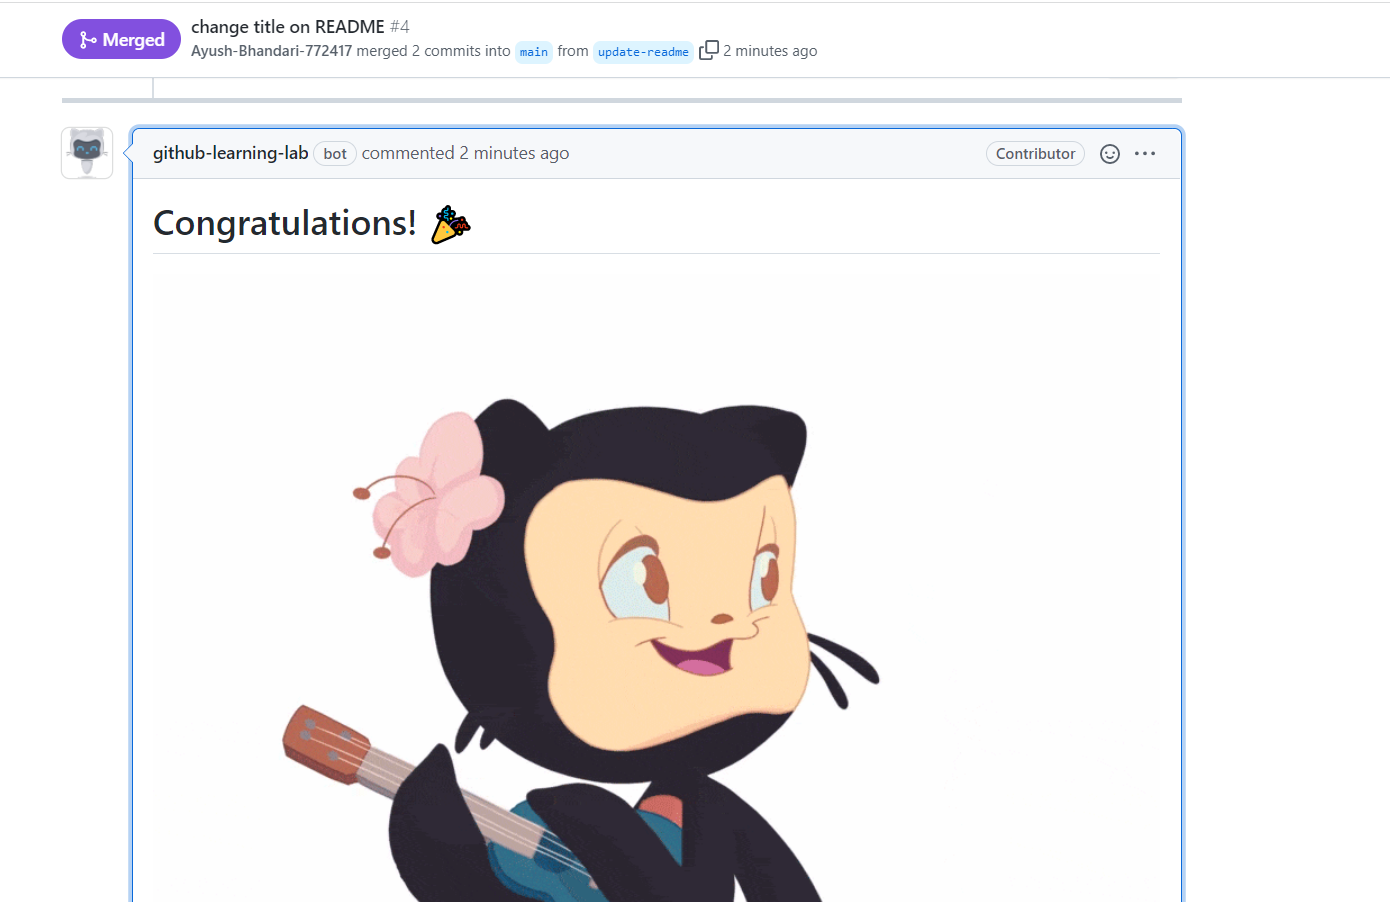 Merged
change title on README #4
Ayush-Bhandari-772417 merged 2 commits into main from update-readme 2 minutes ago
github-learning-lab bot commented 2 minutes ago
Contributor
Congratulations! 🎉